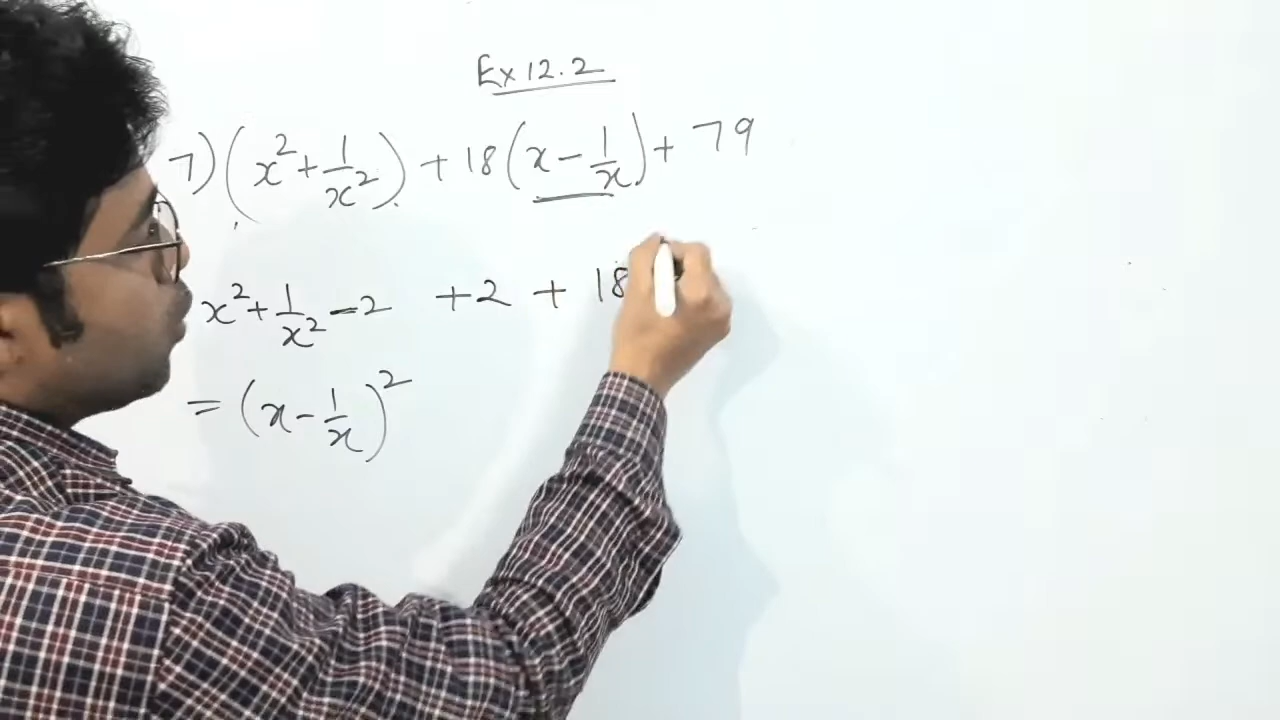 Ex 12.2
7) (x² + 1/x²) + 18 (x - 1/x) + 79
x² + 1/x² - 2 + 2 + 18
= (x - 1/x)²